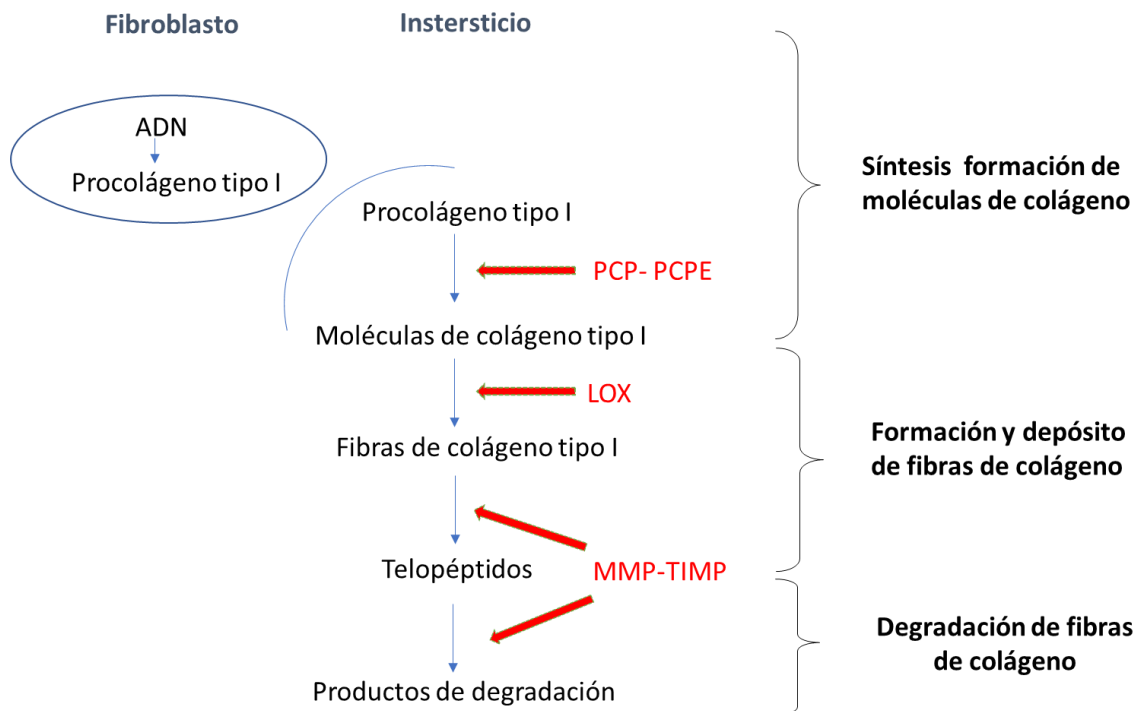 Fibroblasto
Instersticio
ADN
Procolágeno tipo I
Procolágeno tipo I
PCP- PCPE
Moléculas de colágeno tipo I
LOX
Fibras de colágeno tipo I
Telopéptidos
MMP-TIMP
Productos de degradación
Síntesis formación de
moléculas de colágeno
Formación y depósito
de fibras de colágeno
Degradación de fibras
de colágeno